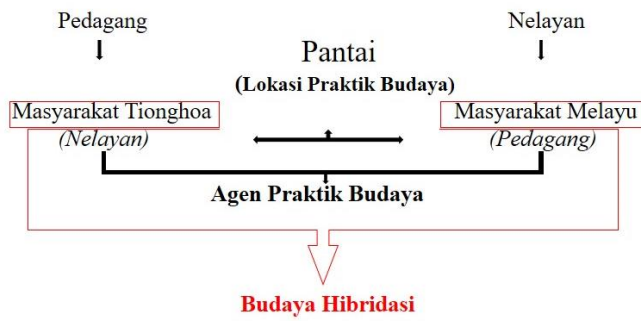 Pedagang
Nelayan
Pantai
(Lokasi Praktik Budaya)
Masyarakat Tionghoa
(Nelayan)
Masyarakat Melayu
(Pedagang)
Agen Praktik Budaya
Budaya Hibridasi